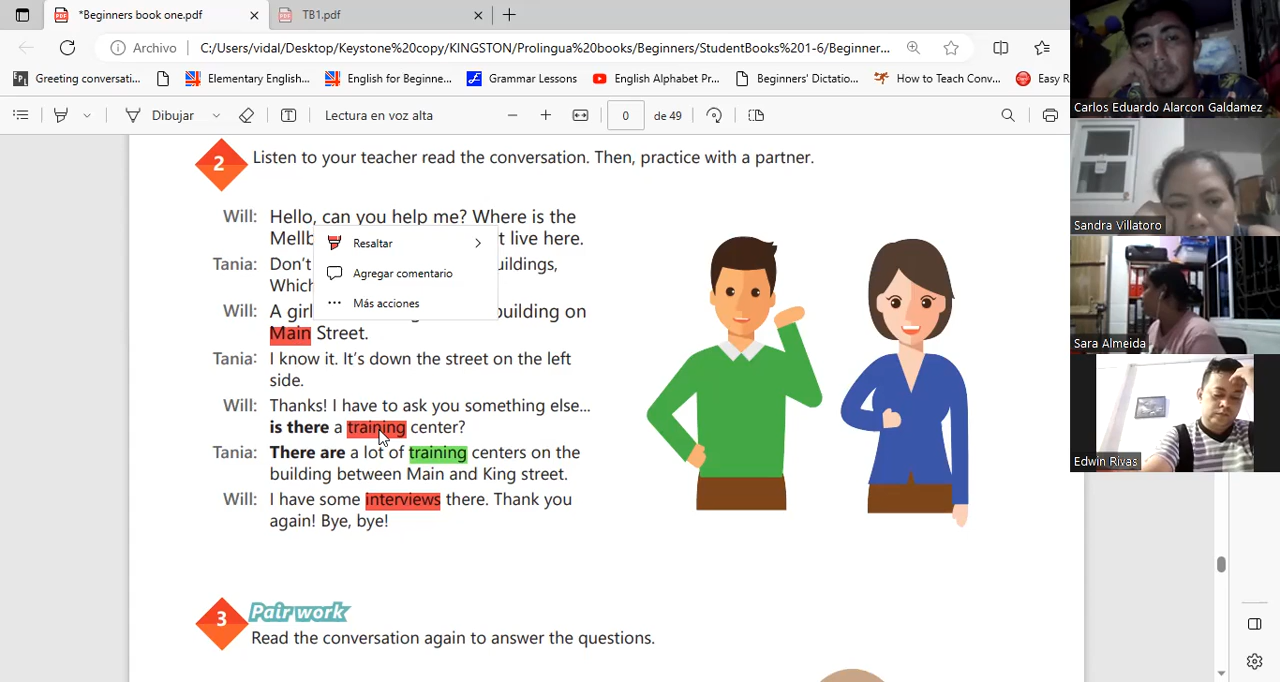 *Beginners book one.pdf
TB1.pdf
Archivo
C:/Users/vidal/Desktop/Keystone%20copy/KINGSTON/Prolingua%20books/Beginners/StudentBooks%201-6/Beginner...
Greeting conversati...
Elementary English...
English for Beginne...
Grammar Lessons
English Alphabet Pr...
Beginners' Dictatio...
How to Teach Conv...
Easy R
Dibujar
Lectura en voz alta
0 de 49
2 Listen to your teacher read the conversation. Then, practice with a partner.
Will: Hello, can you help me? Where is the
live here.
Tania: uildings,
Will: A girl building on
Main Street.
Resaltar
Agregar comentario
Más acciones
Tania: I know it. It's down the street on the left
side.
Will: Thanks! I have to ask you something else...
is there a training center?
Tania: There are a lot of training centers on the
building between Main and King street.
Will: I have some interviews there. Thank you
again! Bye, bye!
3 Pair work
Read the conversation again to answer the questions.
Carlos Eduardo Alarcon Galdamez
Sandra Villatoro
Sara Almeida
Edwin Rivas